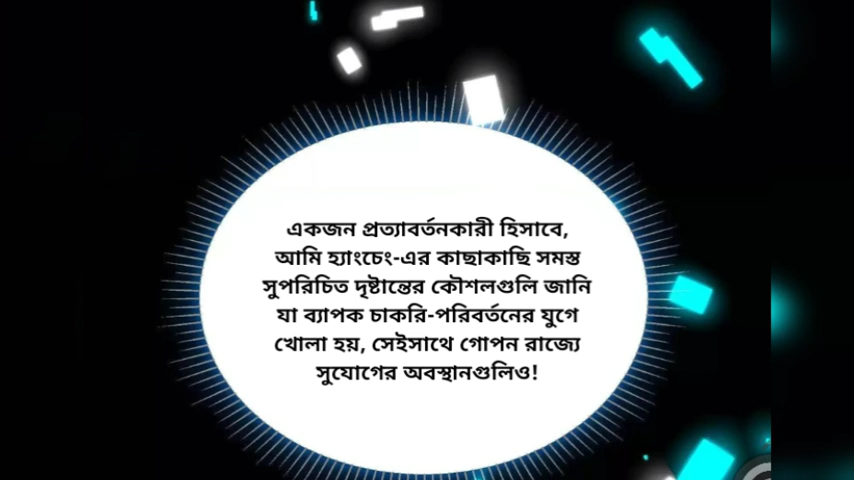 একজন প্রত্যাবর্তনকারী হিসাবে,
আমি হ্যাংচেং-এর কাছাকাছি সমস্ত
সুপরিচিত দৃষ্টান্তের কৌশলগুলি জানি
যা ব্যাপক চাকরি-পরিবর্তনের যুগে
খোলা হয়, সেইসাথে গোপন রাজ্যে
সুযোগের অবস্থানগুলিও!